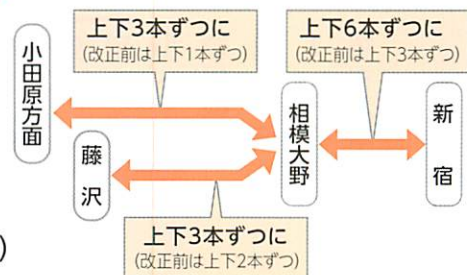 上下3本ずつに
(改正前は上下1本ずつ)
上下6本ずつに
(改正前は上下3本ずつ)
小田原方面
藤沢
相模大野
新宿
上下3本ずつに
(改正前は上下2本ずつ)
)